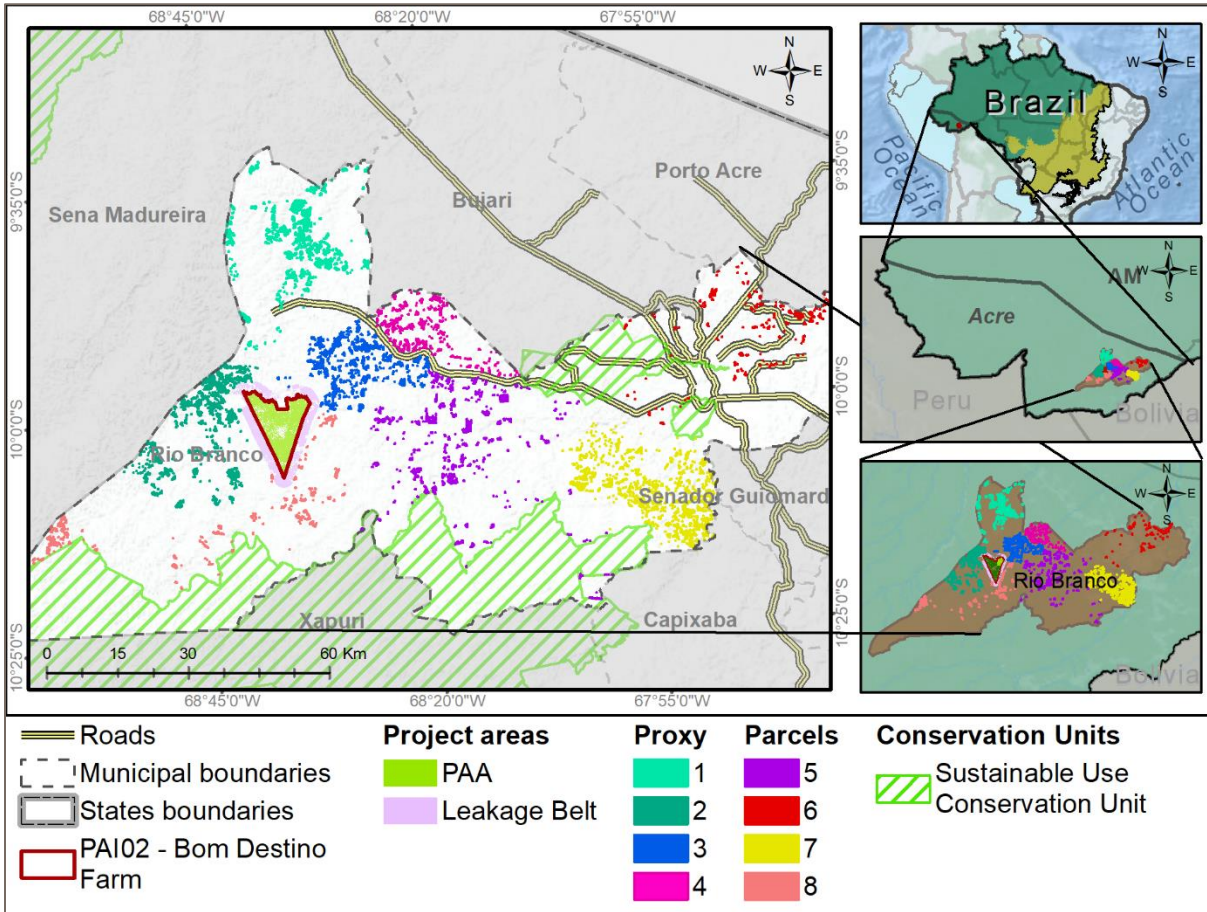 68°45'0"W 68°20'0"W 67°55'0"W
N
W E
S
9°35'0"S
10°0'0"S
10°25'0"S
9°35'0"S
10°0'0"S
10°25'0"S
Sena Madureira
Bujari
Porto Acre
Rio Branco
Senador Guiomard
Xapuri
Capixaba
0 15 30 60 Km
68°45'0"W 68°20'0"W 67°55'0"W
N
W E
S
Brazil
Pacific
Ocean
Atlantic
Ocean
N
W E
S
AM
Acre
Peru
Bolivia
N
W E
S
Rio Branco
Bolivia
Roads
Municipal boundaries
States boundaries
PAI02 - Bom Destino
Farm
Project areas
PAA
Leakage Belt
Proxy Parcels
1 5
2 6
3 7
4 8
Conservation Units
Sustainable Use
Conservation Unit